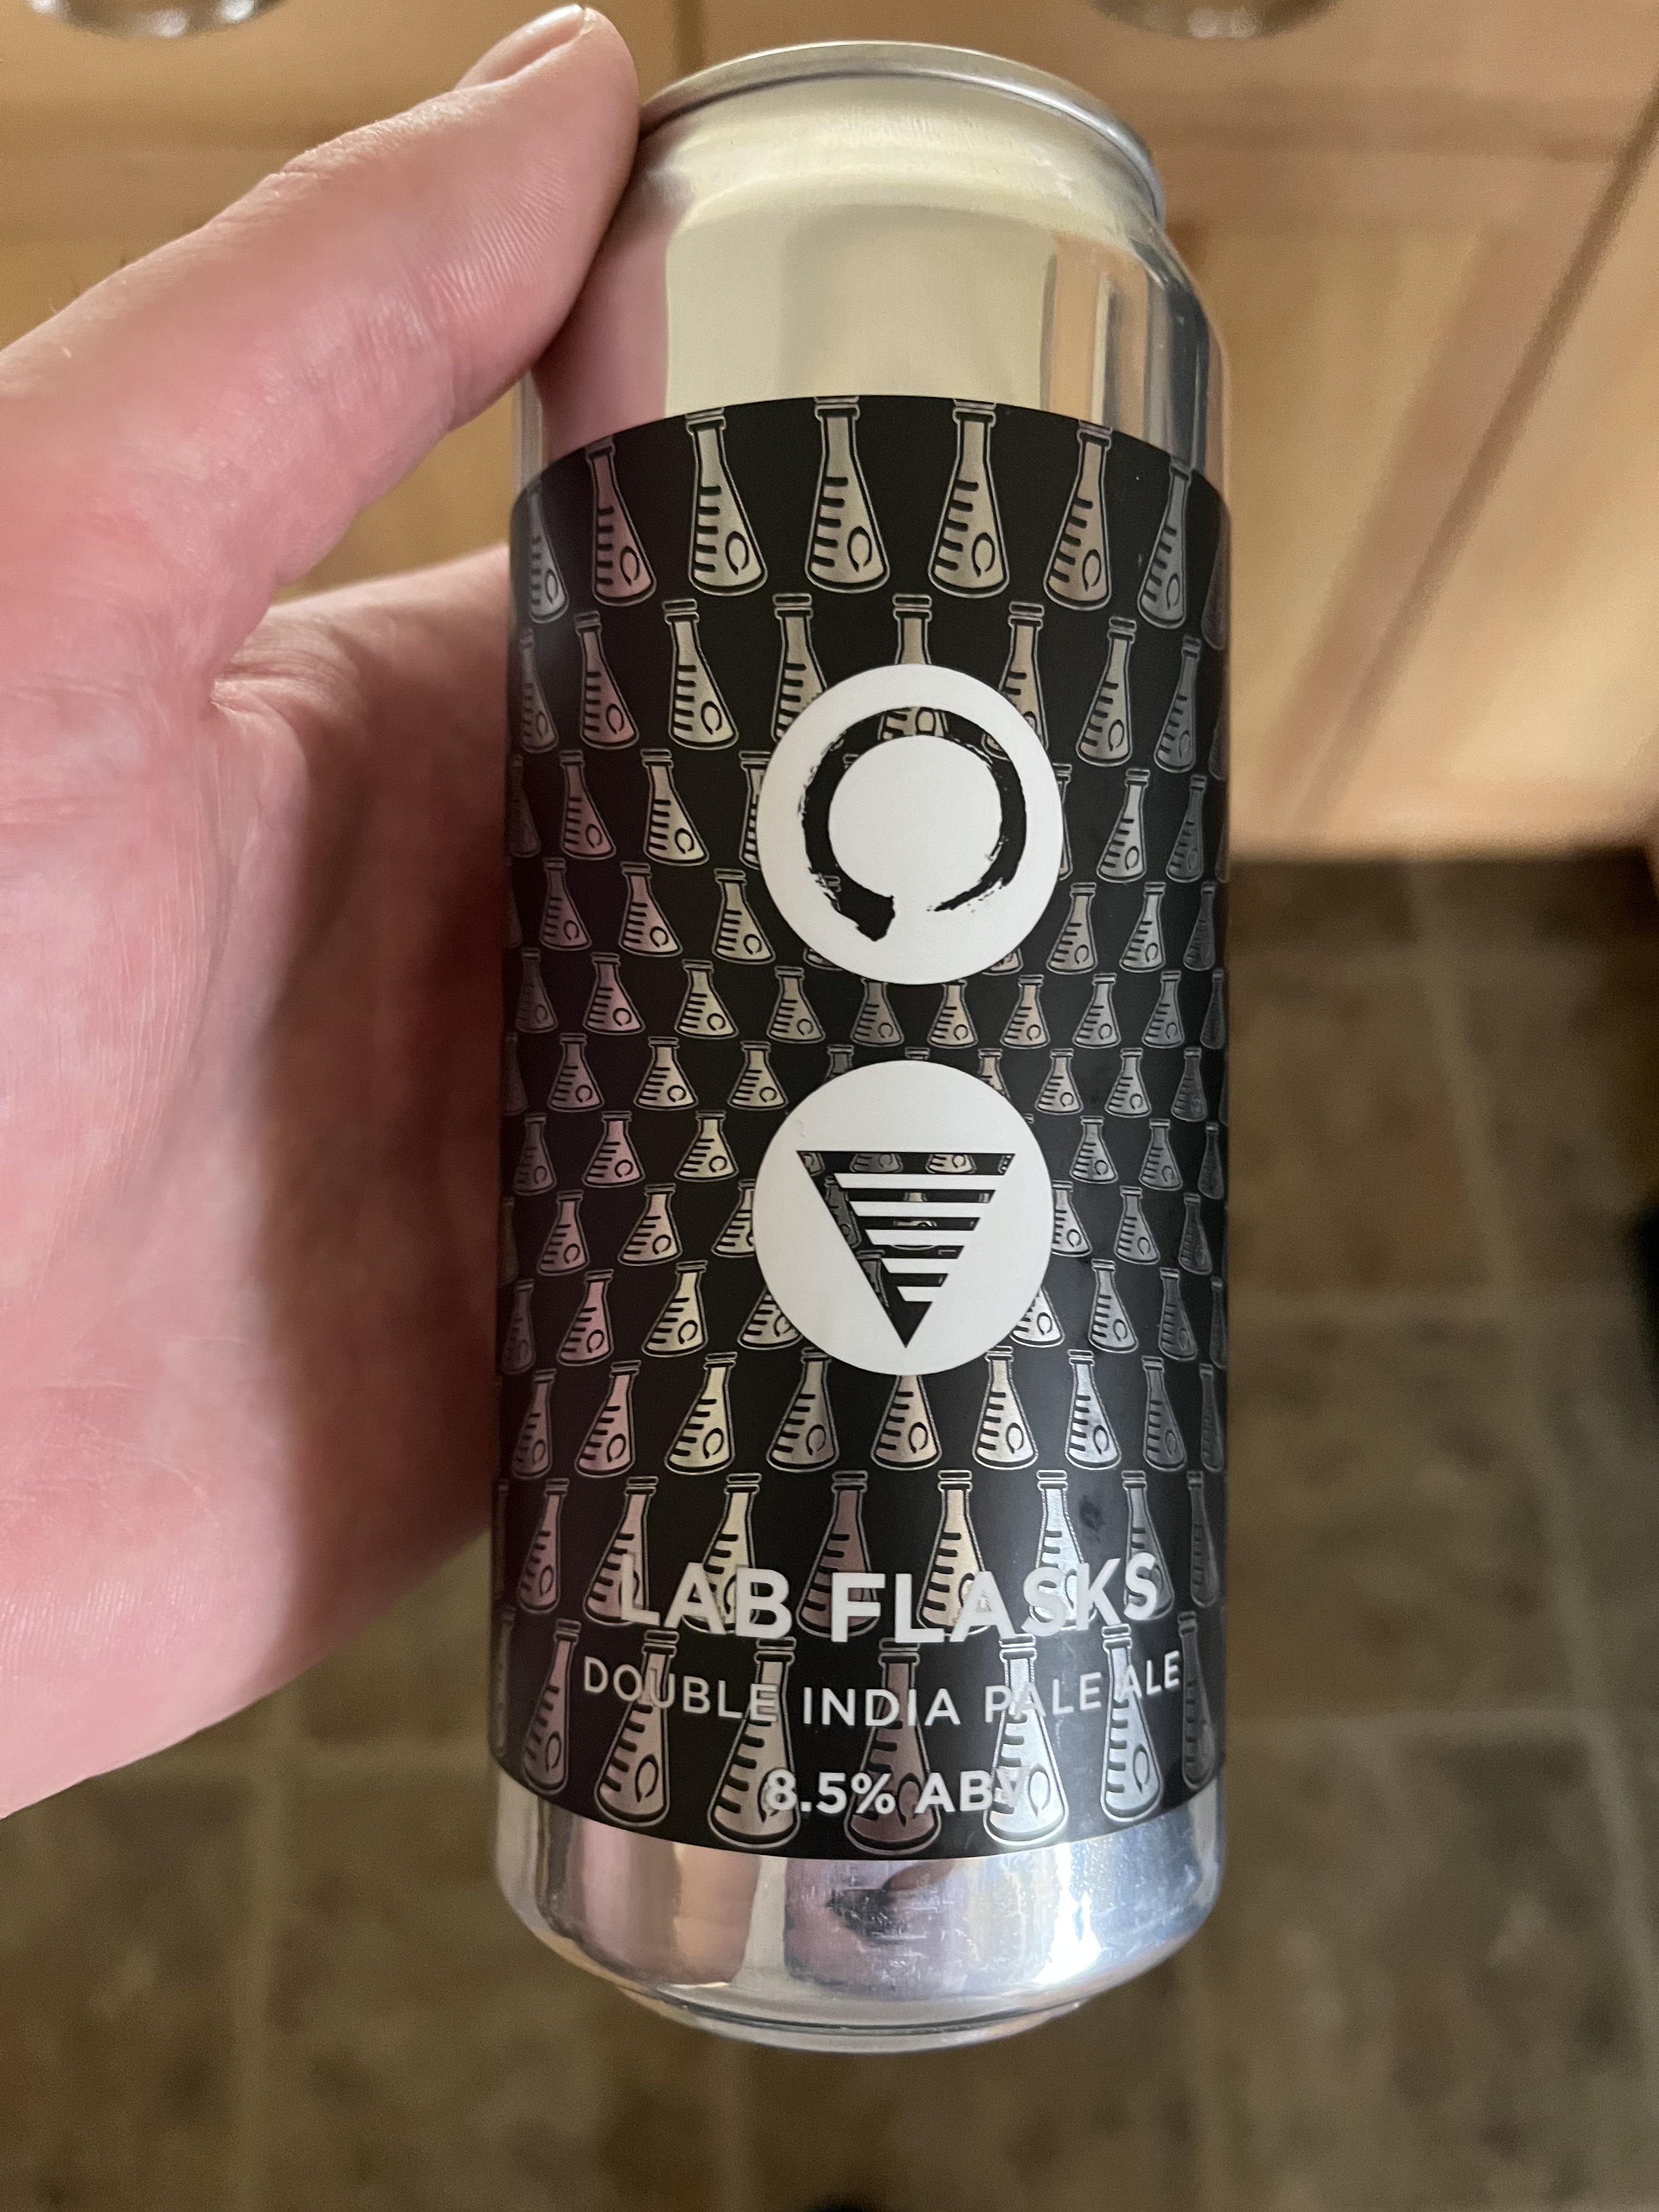 LAB FLASKS
DOUBLE INDIA PALE ALE
8.5% ABV